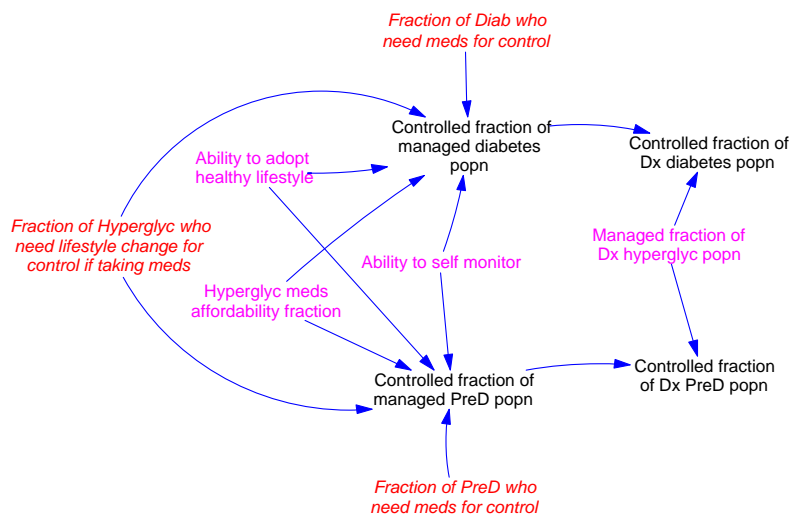 Fraction of Diab who
need meds for control
Controlled fraction of
managed diabetes
popn
Controlled fraction of
Dx diabetes popn
Ability to adopt
healthy lifestyle
Fraction of Hyperglyc who
need lifestyle change for
control if taking meds
Ability to self monitor
Managed fraction of
Dx hyperglyc popn
Hyperglyc meds
affordability fraction
Controlled fraction of
managed PreD popn
Controlled fraction
of Dx PreD popn
Fraction of PreD who
need meds for control